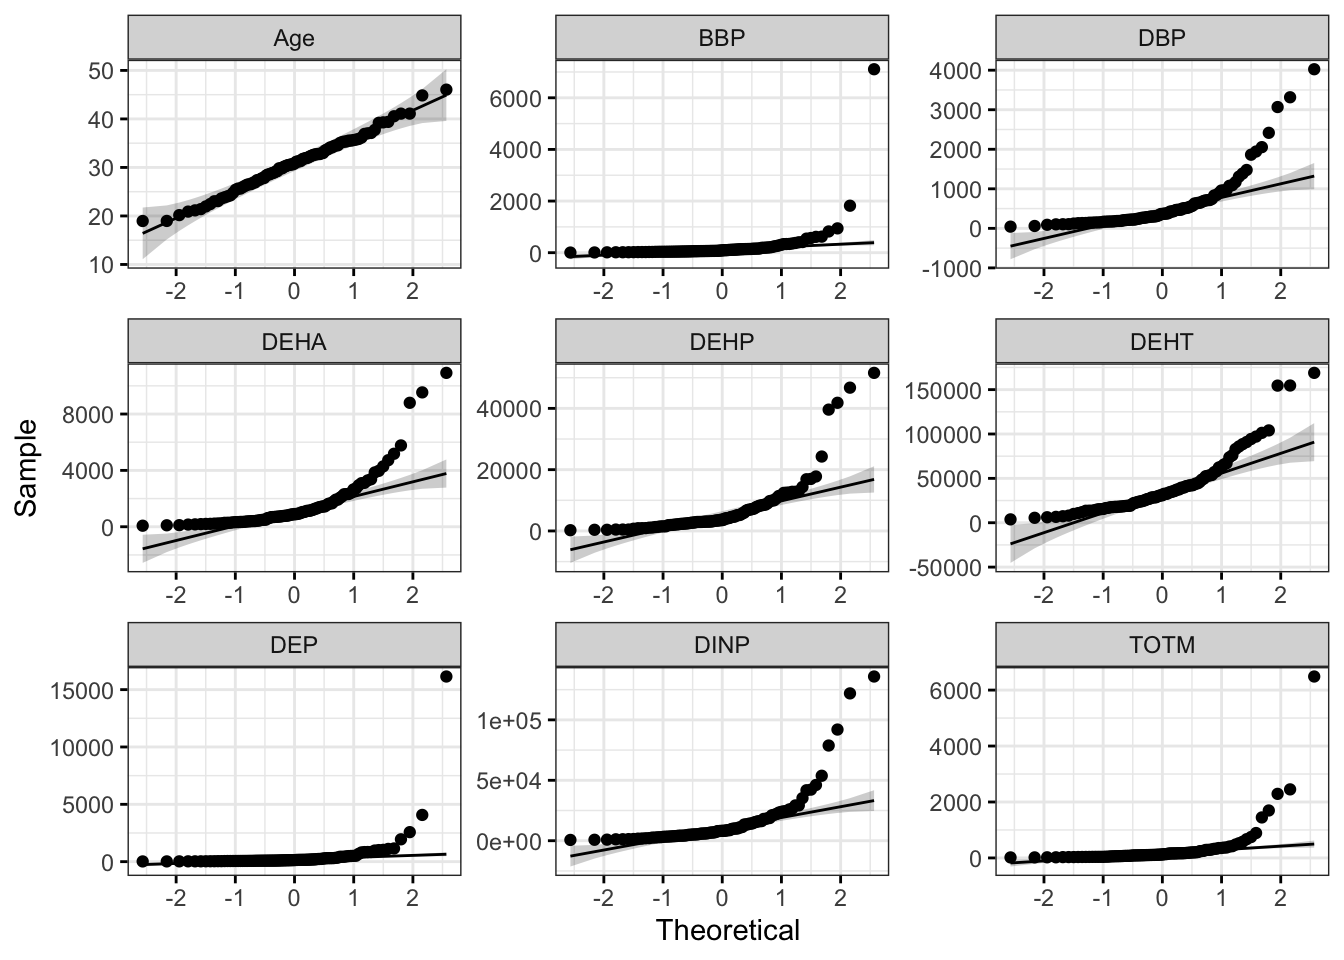 Age
BBP
DBP
50
40
30
20
10
6000
4000
2000
0
4000
3000
2000
1000
0
-1000
-2 -1 0 1 2
-2 -1 0 1 2
-2 -1 0 1 2
DEHA
DEHP
DEHT
8000
4000
0
40000
20000
0
150000
100000
50000
0
-50000
-2 -1 0 1 2
-2 -1 0 1 2
-2 -1 0 1 2
DEP
DINP
TOTM
15000
10000
5000
0
1e+05
5e+04
0e+00
6000
4000
2000
0
-2 -1 0 1 2
-2 -1 0 1 2
-2 -1 0 1 2
Sample
Theoretical